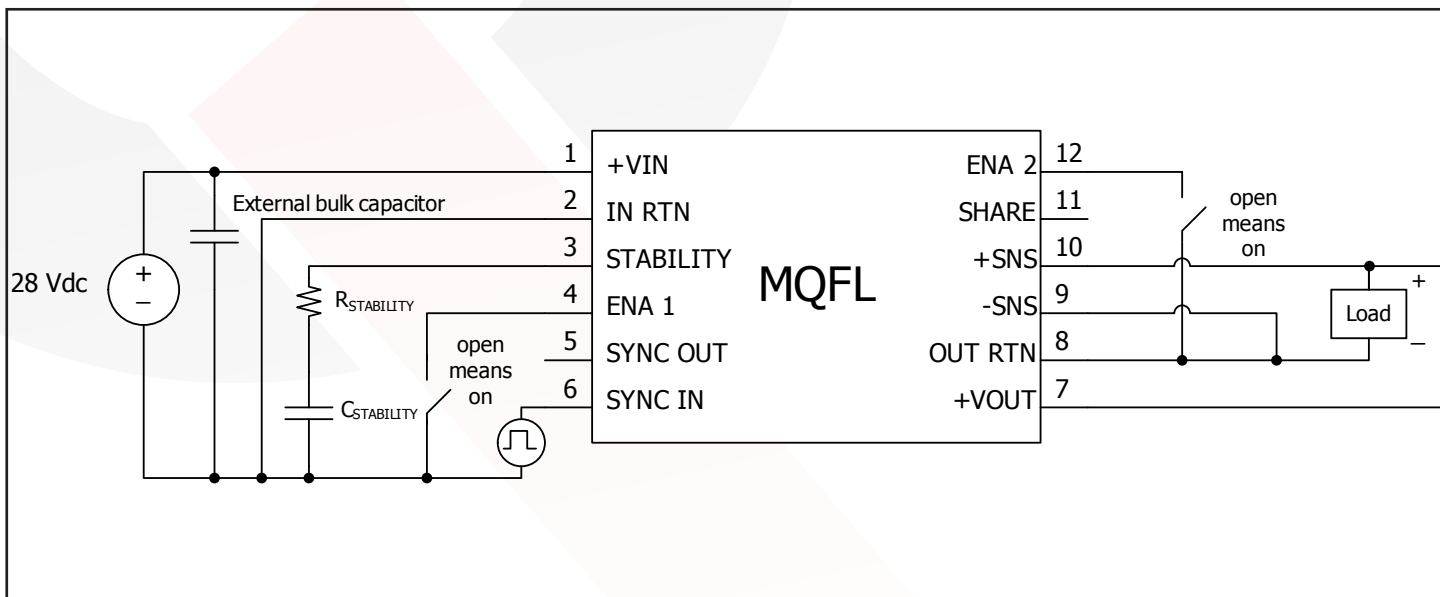 28 Vdc
+
−
External bulk capacitor
R STABILITY
C STABILITY
open
means
on
1 +VIN
2 IN RTN
3 STABILITY
4 ENA 1
5 SYNC OUT
6 SYNC IN
MQFL
ENA 2 12
SHARE 11
+SNS 10
-SNS 9
OUT RTN 8
+VOUT 7
open
means
on
+
Load
−